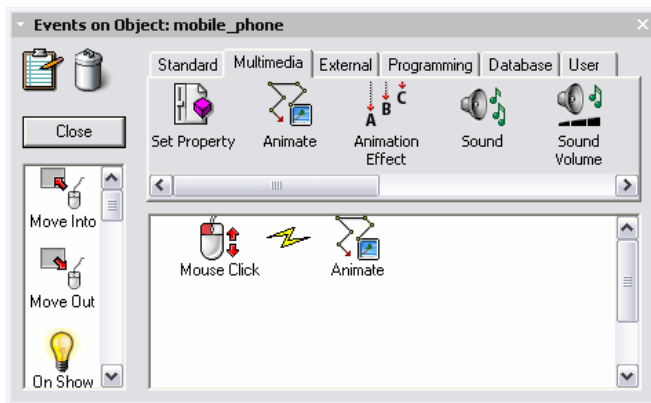 Events on Object: mobile_phone
Standard Multimedia External Programming Database User
Close
Set Property Animate Animation Effect Sound Sound Volume
A B C
Move Into
Move Out
On Show
Mouse Click Animate